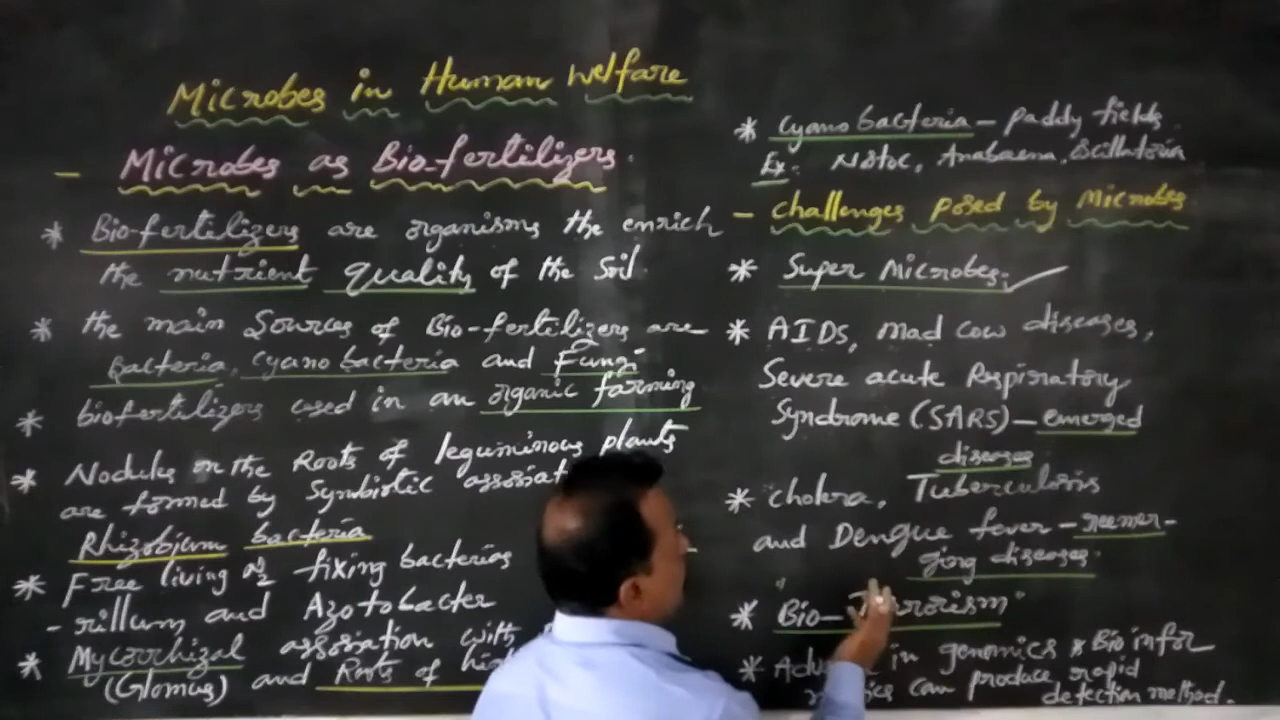 Microbes in Human Welfare
- Microbes as Bio-fertilizers.
* Bio-fertilizers are organisms the enrich
the nutrient quality of the Soil.
* the main Sources of Bio-fertilizers are
Bacteria, Cyano bacteria and Fungi
* biofertilizers used in an organic farming
* Nodules on the Roots of leguminous plants
are formed by Symbiotic
Rhizobium bacteria
* Free living N2 fixing bacterias
- rillum and Azotobacter
* Mycorrhizal assosiation with
(Glomus) and Roots of
* Cyano bacteria - Paddy fields
Ex: Nostoc, Anabaena, Oscillatoria
- challenges posed by Microbes
* Super Microbes.
* AIDS, Mad Cow diseases,
Severe acute Respiratory
Syndrome (SARS) - emerged
diseases
* cholera, Tuberculosis
and Dengue fever - reemer-
ging diseases.
* "Bio- rrorism"
* in genomics & Bio infor
can produce rapid
detection method.